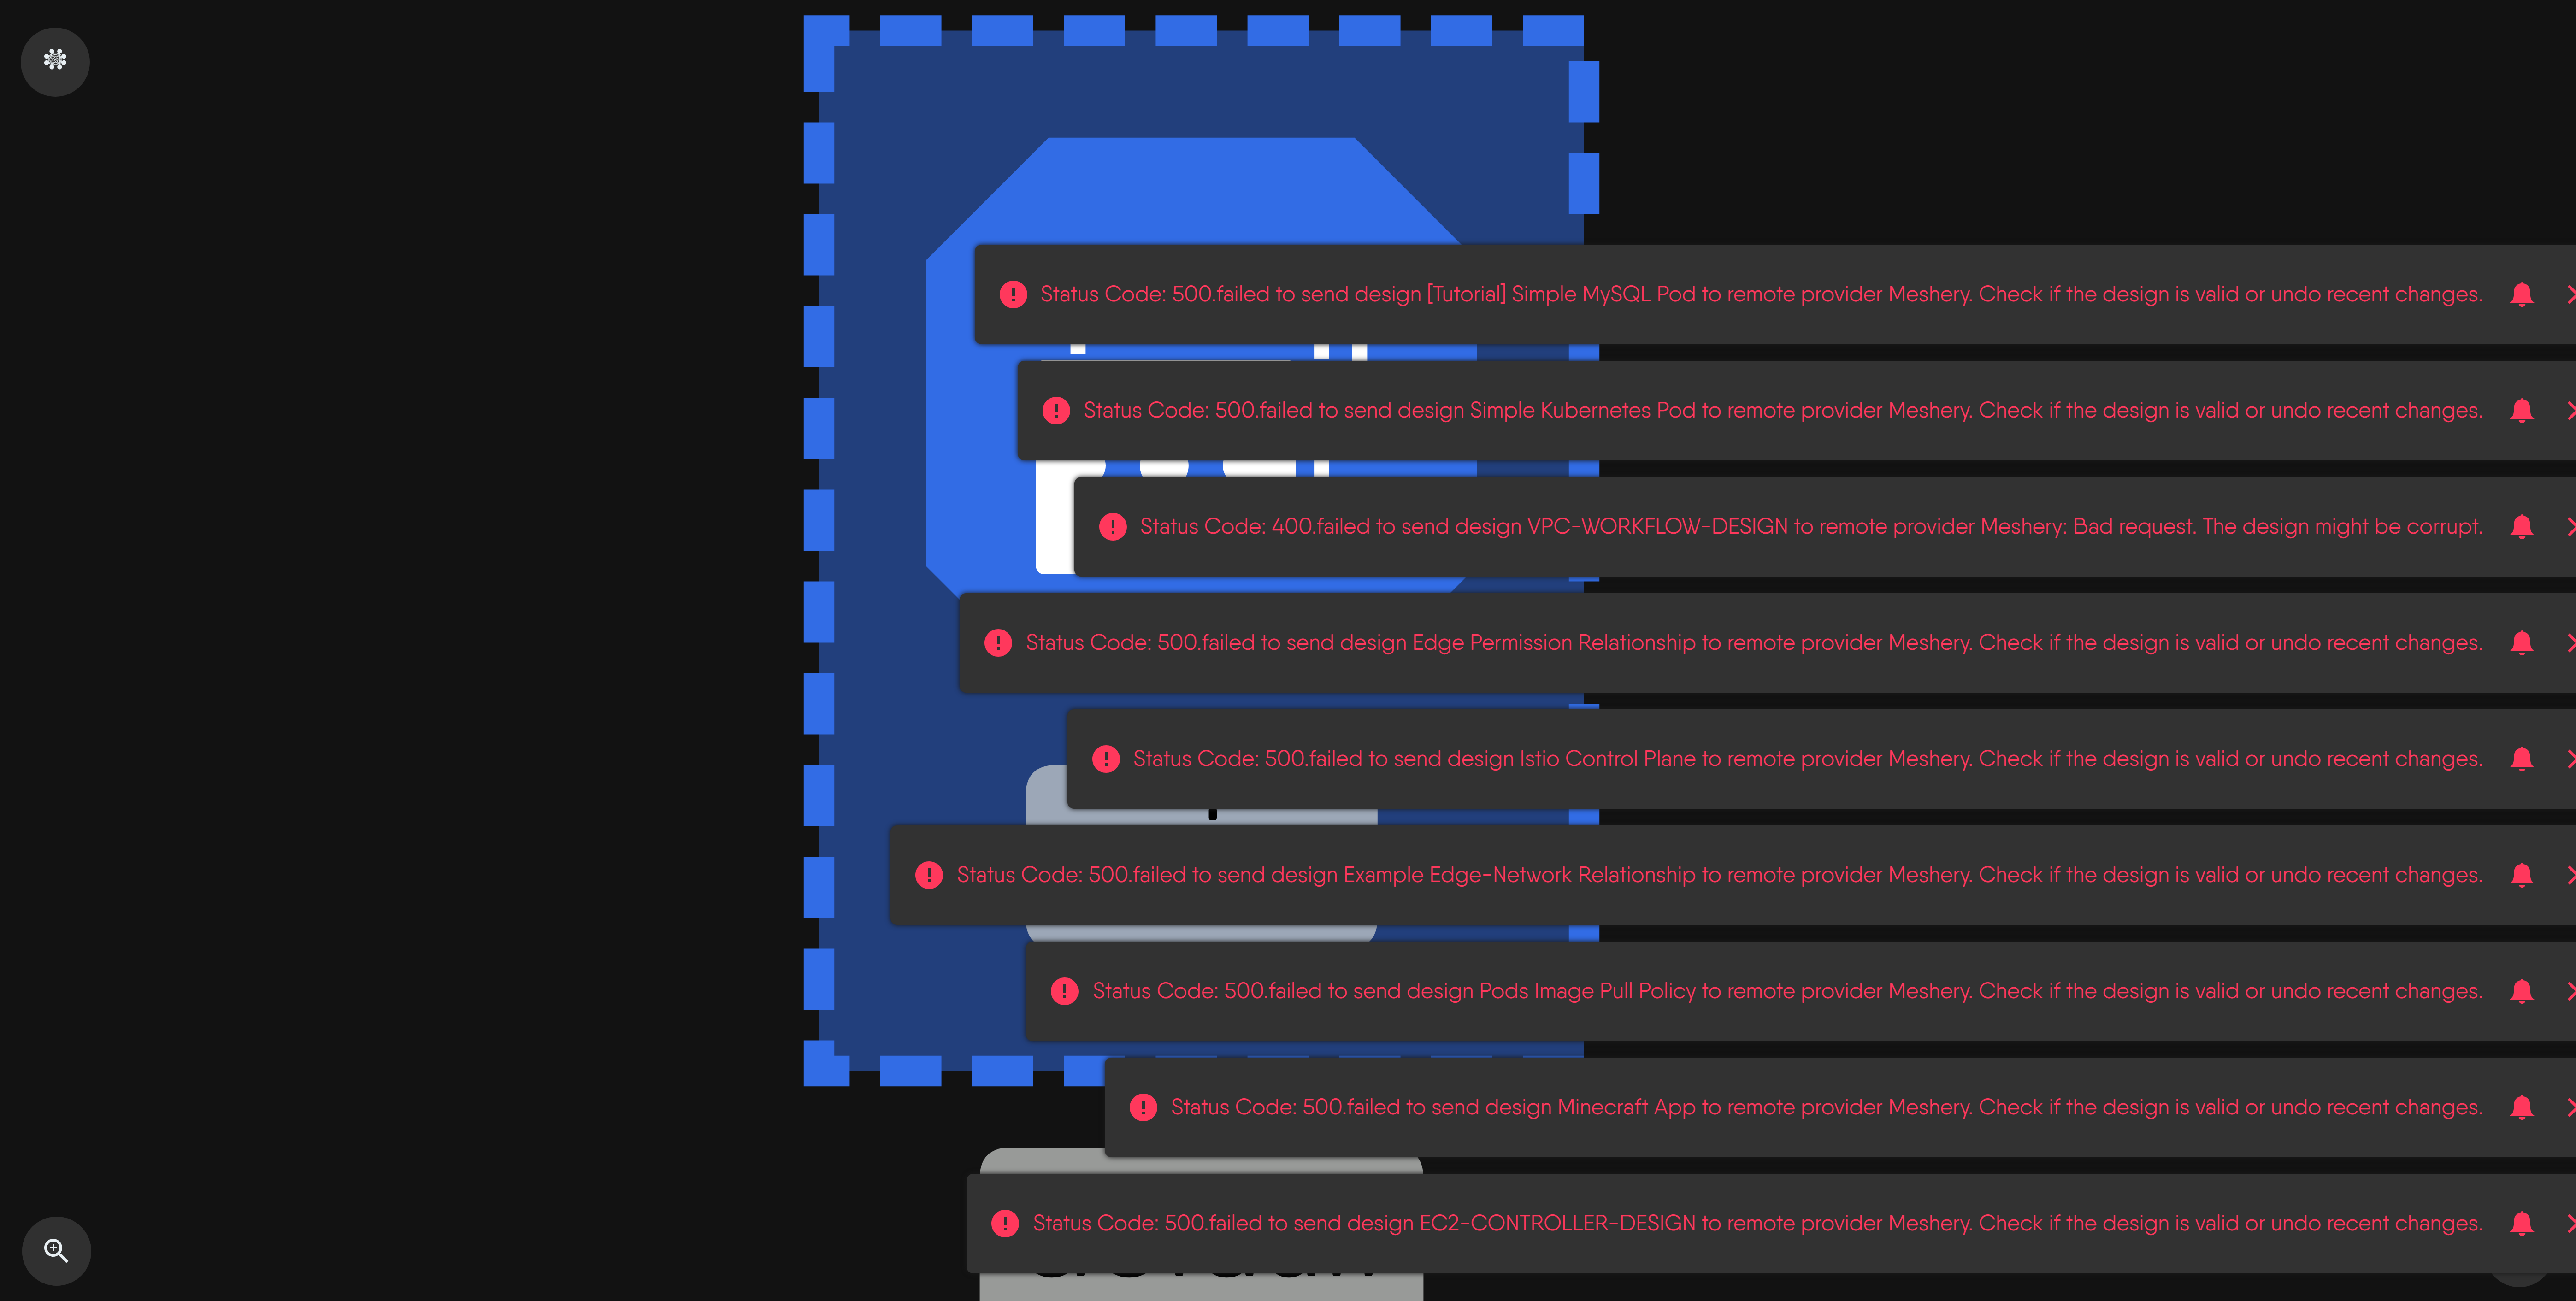 Status Code: 500.failed to send design [Tutorial] Simple MySQL Pod to remote provider Meshery. Check if the design is valid or undo recent changes.
Status Code: 500.failed to send design Simple Kubernetes Pod to remote provider Meshery. Check if the design is valid or undo recent changes.
Status Code: 400.failed to send design VPC-WORKFLOW-DESIGN to remote provider Meshery: Bad request. The design might be corrupt.
Status Code: 500.failed to send design Edge Permission Relationship to remote provider Meshery. Check if the design is valid or undo recent changes.
Status Code: 500.failed to send design Istio Control Plane to remote provider Meshery. Check if the design is valid or undo recent changes.
Status Code: 500.failed to send design Example Edge-Network Relationship to remote provider Meshery. Check if the design is valid or undo recent changes.
Status Code: 500.failed to send design Pods Image Pull Policy to remote provider Meshery. Check if the design is valid or undo recent changes.
Status Code: 500.failed to send design Minecraft App to remote provider Meshery. Check if the design is valid or undo recent changes.
Status Code: 500.failed to send design EC2-CONTROLLER-DESIGN to remote provider Meshery. Check if the design is valid or undo recent changes.